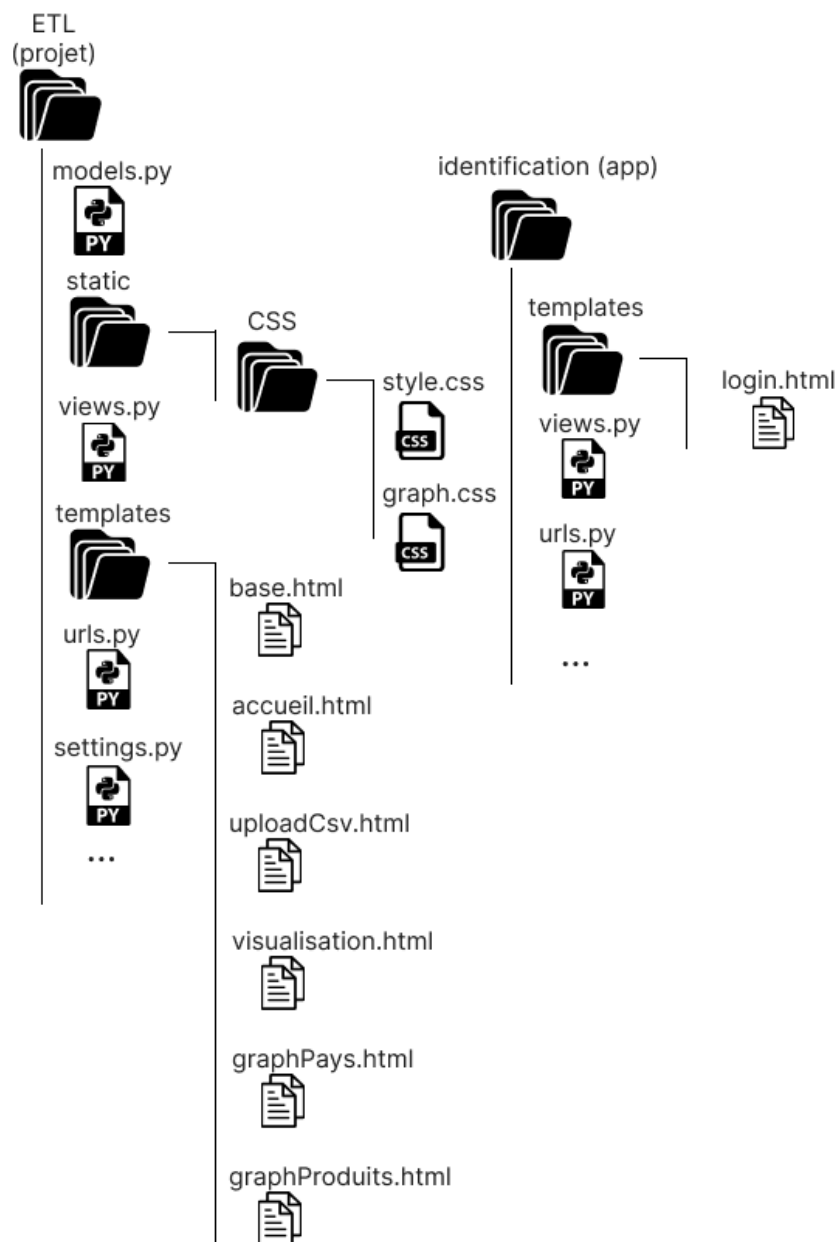 ETL
(projet)
models.py
PY
static
CSS
style.css
CSS
graph.css
CSS
views.py
PY
templates
base.html
accueil.html
uploadCsv.html
visualisation.html
graphPays.html
graphProduits.html
urls.py
PY
settings.py
PY
...
identification (app)
templates
login.html
views.py
PY
urls.py
PY
...